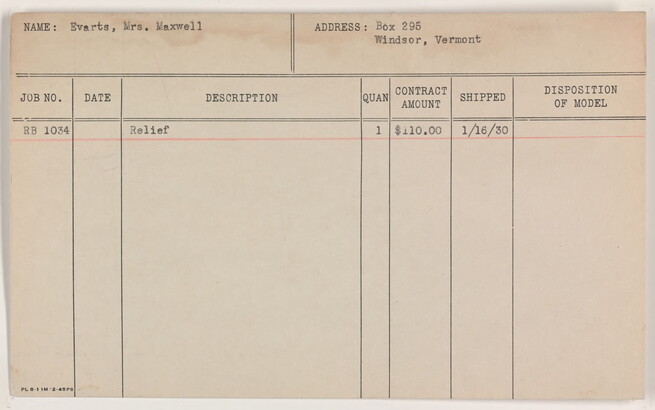 NAME: Evarts, Mrs. Maxwell ADDRESS: Box 295
Windsor, Vermont
JOB NO. DATE DESCRIPTION QUAN CONTRACT AMOUNT SHIPPED DISPOSITION OF MODEL
RB 1034 Relief 1 $110.00 1/16/30